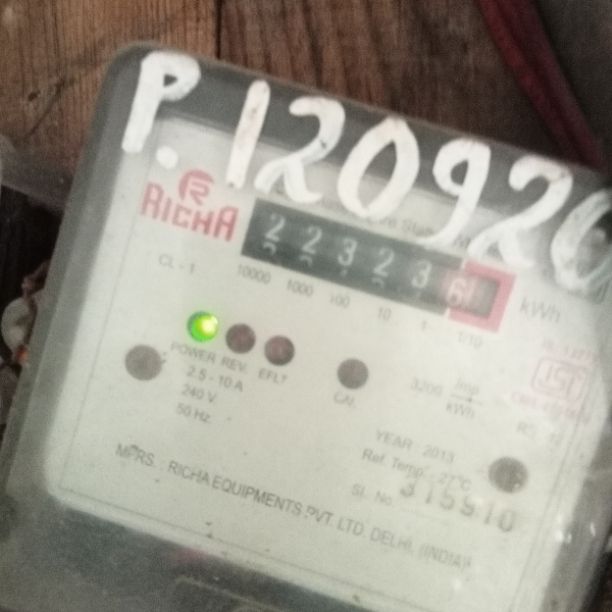 P.120920
RICHA
223236 kWh
CL - 1 10000 1000 100 10 1 1/10
POWER REV. EFLT
CAL
3200 Imp/kWh
2.5 - 10 A
240 V
50 Hz
YEAR 2013
Ref. Temp. 27°C
Sl. No. 315910
MFRS. : RICHA EQUIPMENTS PVT. LTD. DELHI, (INDIA)